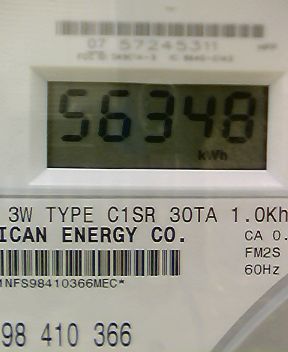 07 57245311
56348
kWh
3W TYPE C1SR 30TA 1.0Kh
ICAN ENERGY CO. CA 0.
FM2S
60Hz
1NFS98410366MEC*
98 410 366